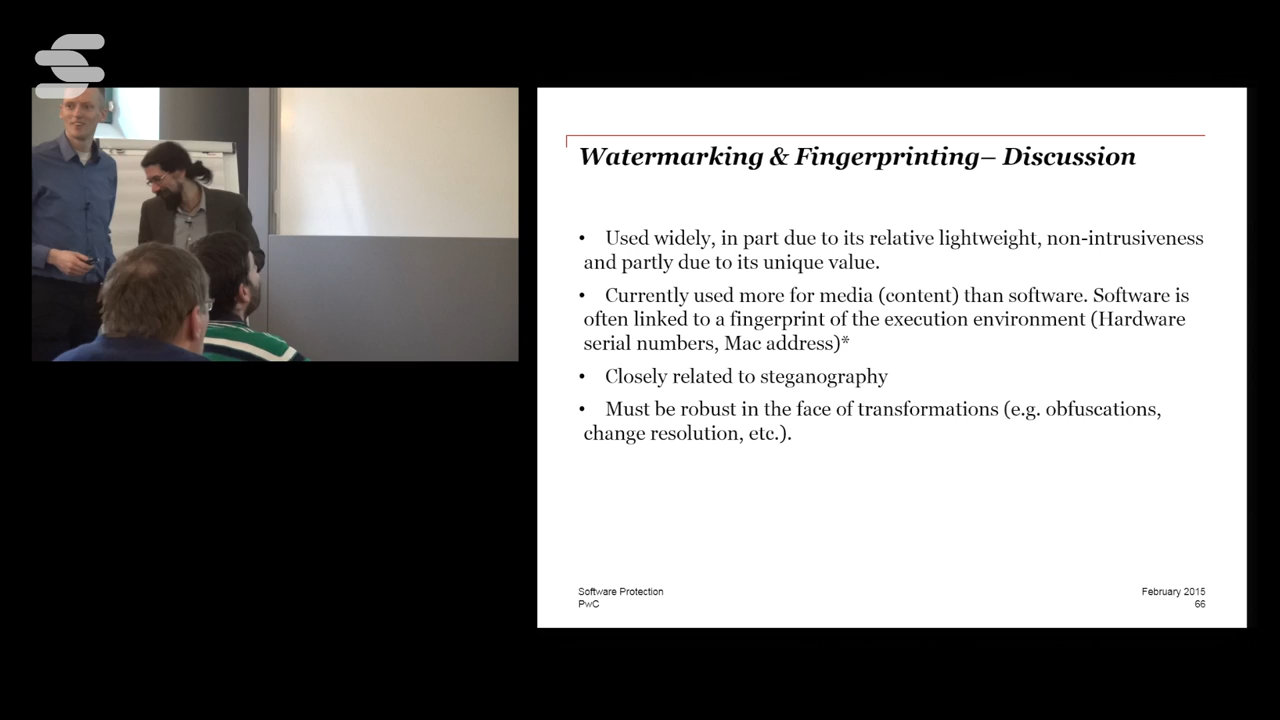 Watermarking & Fingerprinting– Discussion
• Used widely, in part due to its relative lightweight, non-intrusiveness
and partly due to its unique value.
• Currently used more for media (content) than software. Software is
often linked to a fingerprint of the execution environment (Hardware
serial numbers, Mac address)*
• Closely related to steganography
• Must be robust in the face of transformations (e.g. obfuscations,
change resolution, etc.).
Software Protection
PwC
February 2015
66